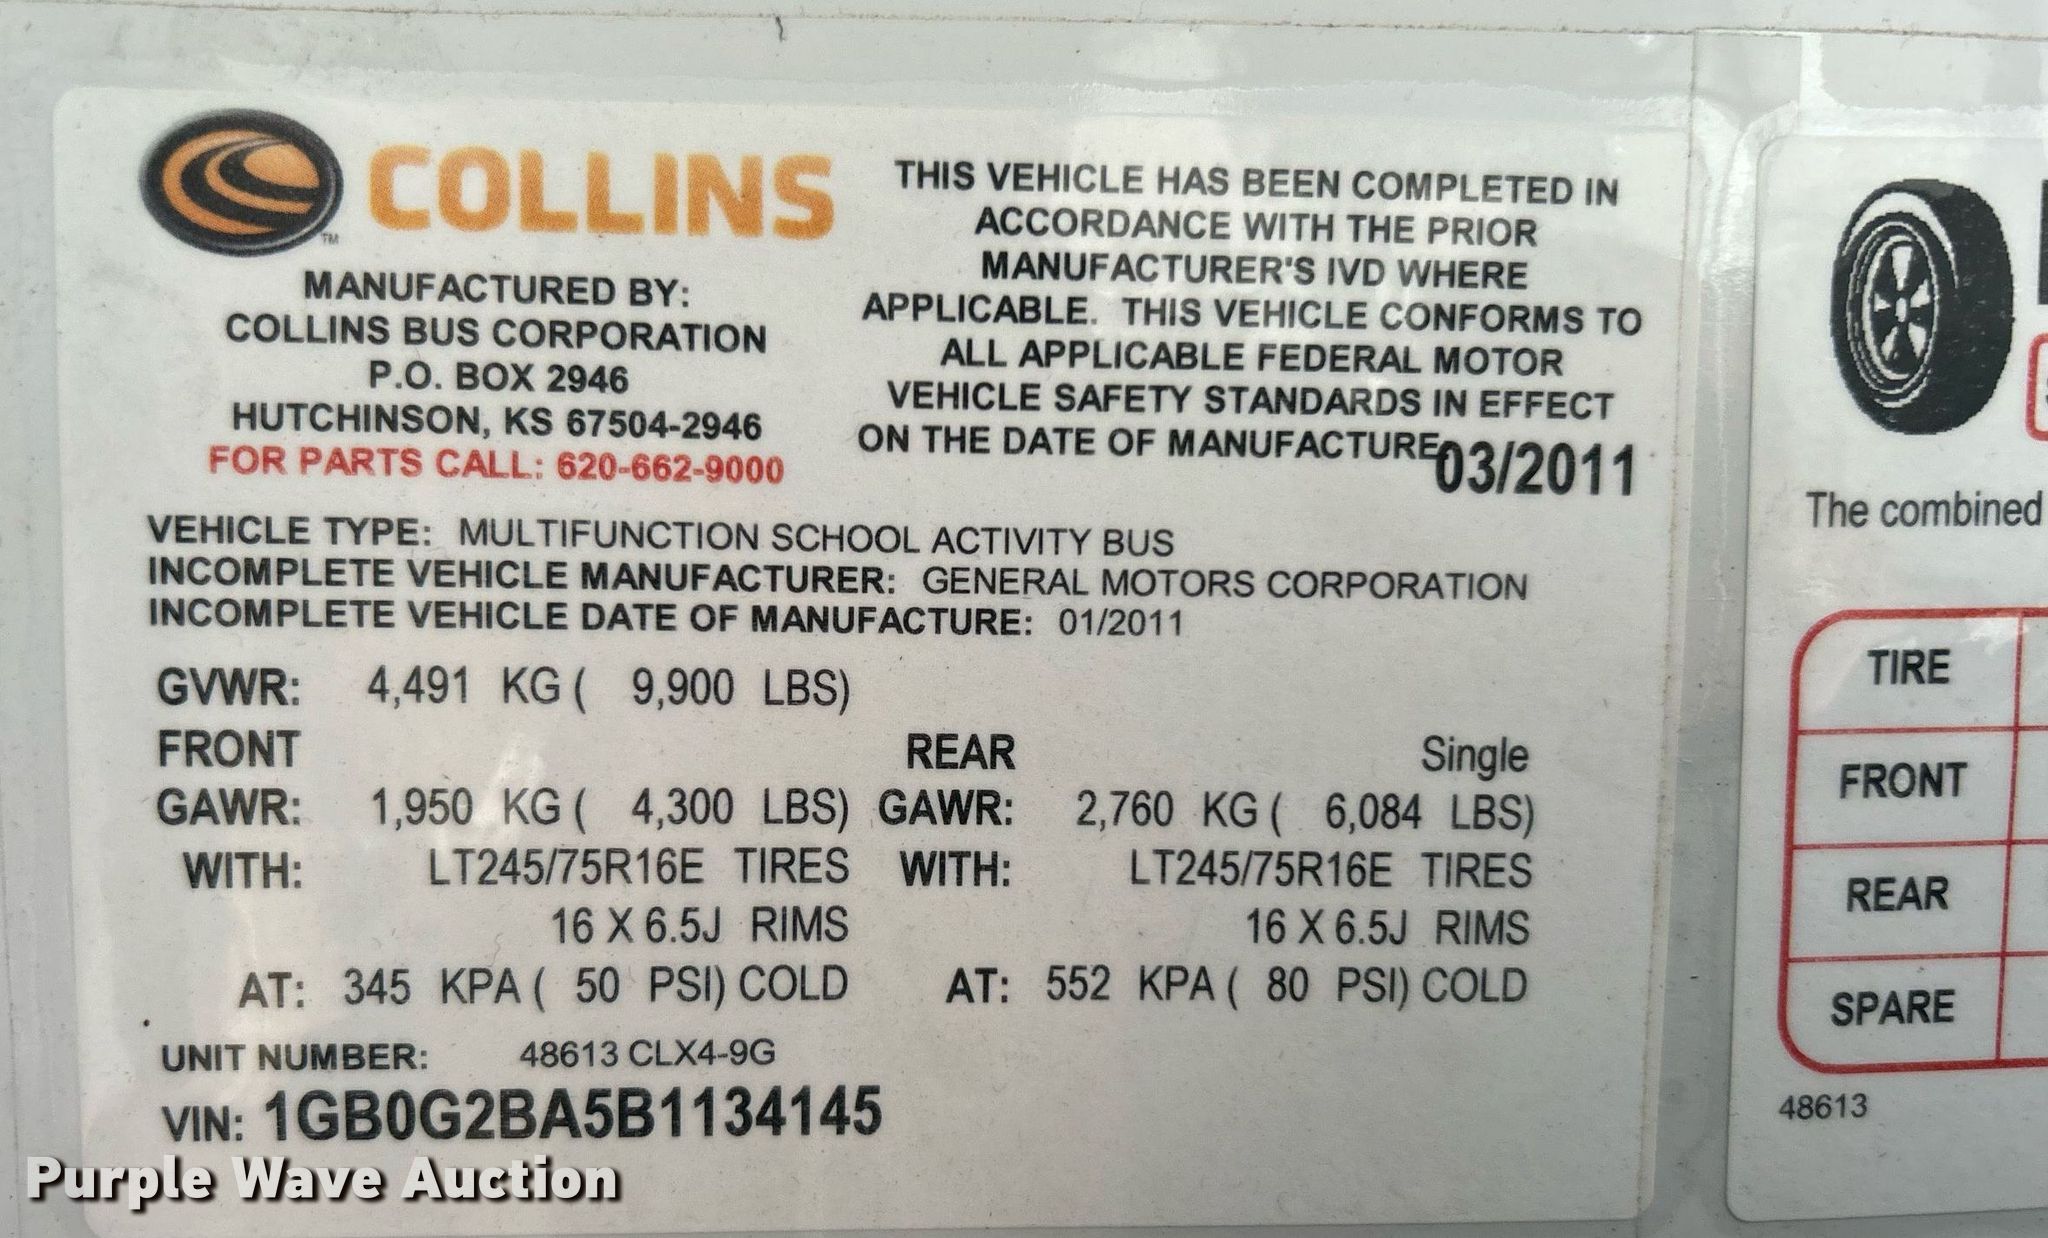 COLLINS
TM
MANUFACTURED BY:
COLLINS BUS CORPORATION
P.O. BOX 2946
HUTCHINSON, KS 67504-2946
FOR PARTS CALL: 620-662-9000
THIS VEHICLE HAS BEEN COMPLETED IN
ACCORDANCE WITH THE PRIOR
MANUFACTURER'S IVD WHERE
APPLICABLE. THIS VEHICLE CONFORMS TO
ALL APPLICABLE FEDERAL MOTOR
VEHICLE SAFETY STANDARDS IN EFFECT
ON THE DATE OF MANUFACTURE 03/2011
VEHICLE TYPE: MULTIFUNCTION SCHOOL ACTIVITY BUS
INCOMPLETE VEHICLE MANUFACTURER: GENERAL MOTORS CORPORATION
INCOMPLETE VEHICLE DATE OF MANUFACTURE: 01/2011
GVWR: 4,491 KG ( 9,900 LBS)
FRONT REAR Single
GAWR: 1,950 KG ( 4,300 LBS) GAWR: 2,760 KG ( 6,084 LBS)
WITH: LT245/75R16E TIRES WITH: LT245/75R16E TIRES
16 X 6.5J RIMS 16 X 6.5J RIMS
AT: 345 KPA ( 50 PSI) COLD AT: 552 KPA ( 80 PSI) COLD
UNIT NUMBER: 48613 CLX4-9G
VIN: 1GB0G2BA5B1134145
The combined
TIRE
FRONT
REAR
SPARE
48613
Purple Wave Auction